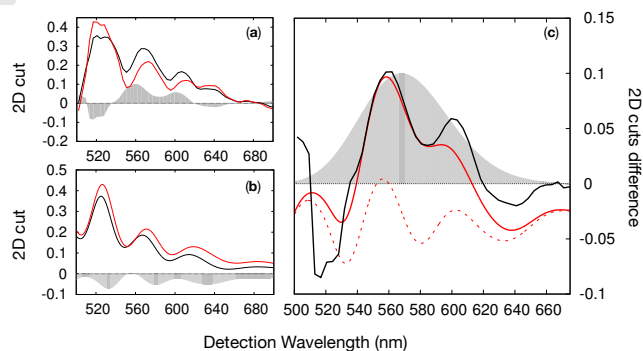 (a)
2D cut
0.4
0.3
0.2
0.1
0
-0.1
-0.2
520 560 600 640 680
(b)
2D cut
0.5
0.4
0.3
0.2
0.1
0
-0.1
520 560 600 640 680
(c)
0.15
0.1
0.05
0
-0.05
-0.1
2D cuts difference
500 520 540 560 580 600 620 640 660
Detection Wavelength (nm)